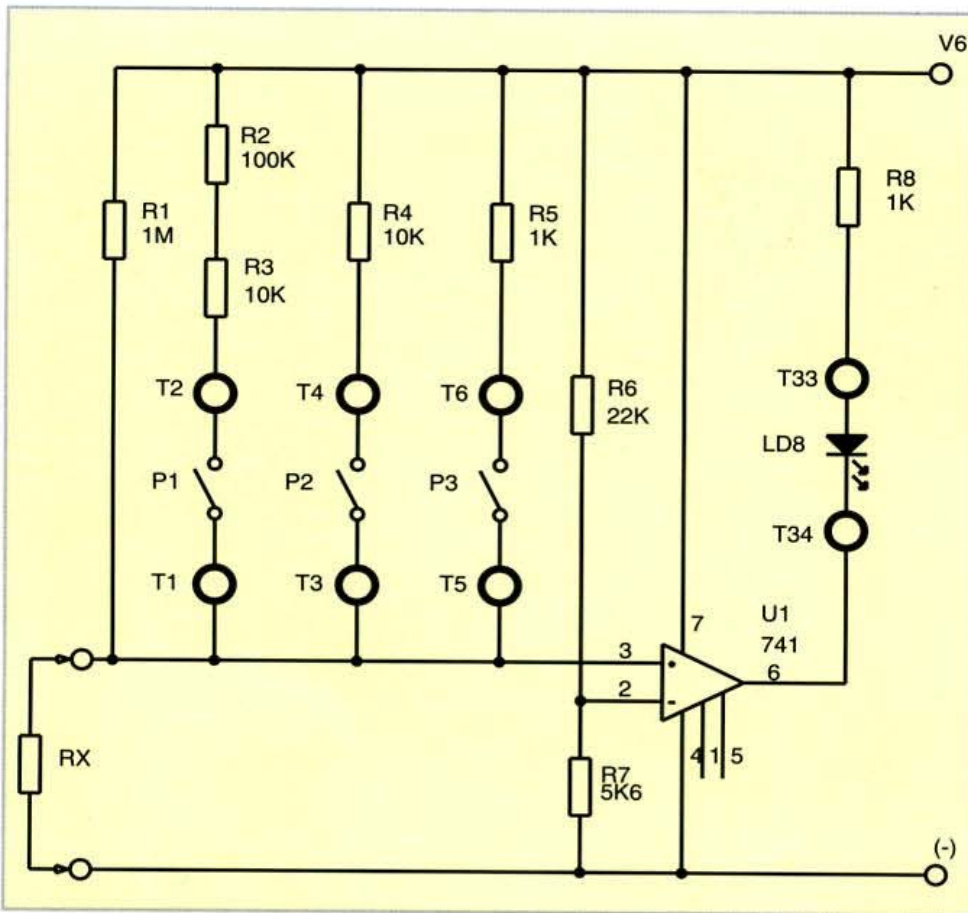 V6
R2
100K
R1
1M
R3
10K
R4
10K
R5
1K
R8
1K
T2
T4
T6
R6
22K
T33
P1
P2
P3
LD8
T34
T1
T3
T5
U1
741
7
3
6
2
4
1
5
RX
R7
5K6
(-)
+
-